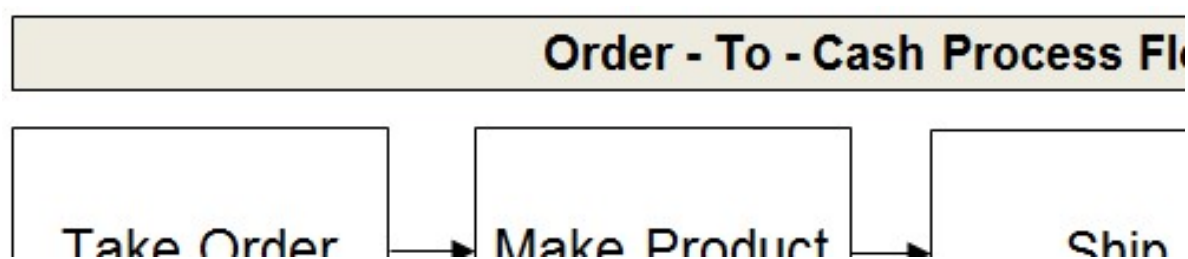 Order - To - Cash Process
Take Order Make Product Ship